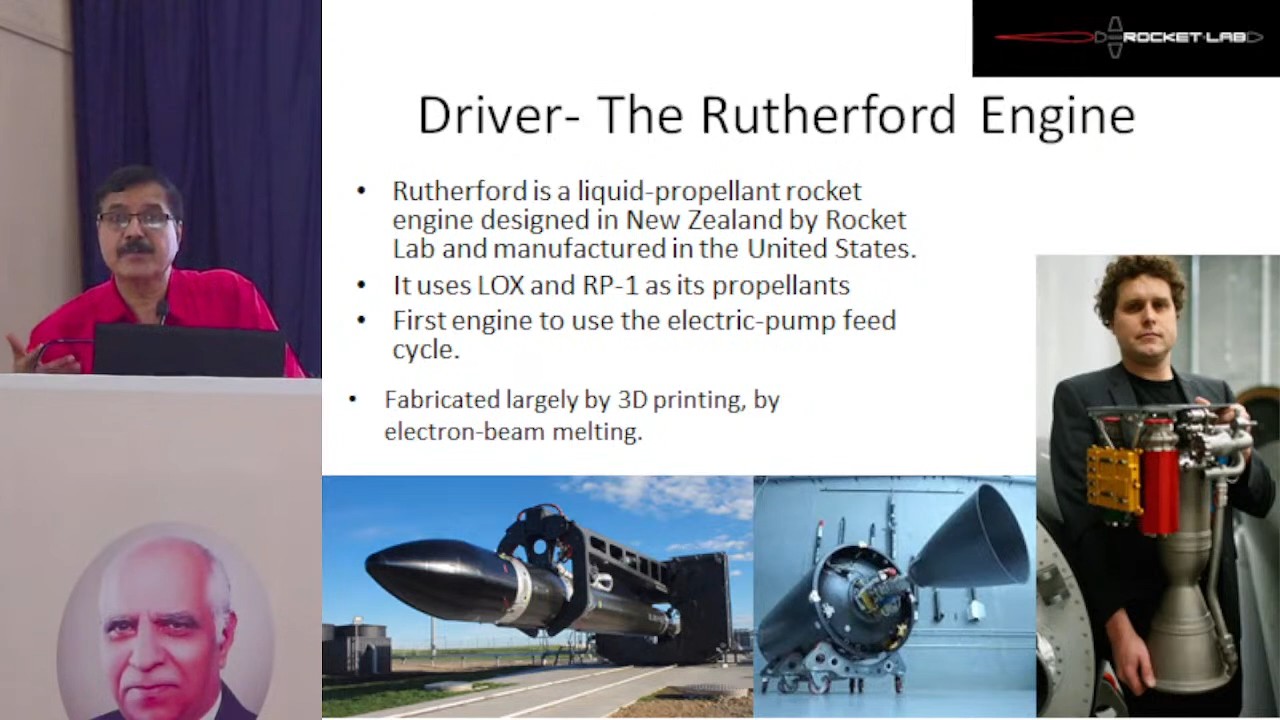 ROCKET LAB
Driver- The Rutherford Engine
• Rutherford is a liquid-propellant rocket
engine designed in New Zealand by Rocket
Lab and manufactured in the United States.
• It uses LOX and RP-1 as its propellants
• First engine to use the electric-pump feed
cycle.
• Fabricated largely by 3D printing, by
electron-beam melting.